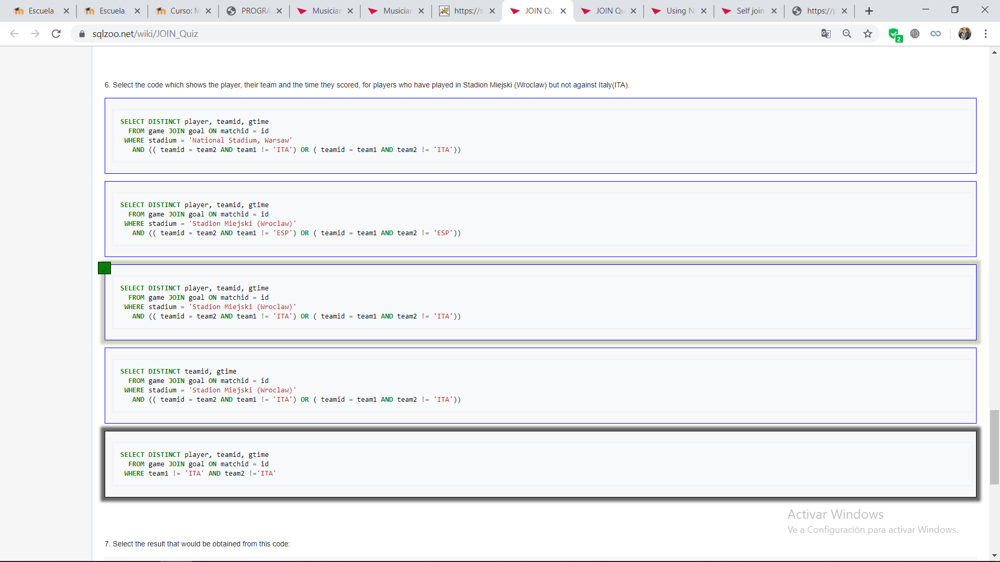 Escuela
Escuela
Curso: M
PROGRA
Musician
Musician
https://s
JOIN Qu
JOIN Qu
Using N
Self join
https://p
sqlzoo.net/wiki/JOIN_Quiz
2
6. Select the code which shows the player, their team and the time they scored, for players who have played in Stadion Miejski (Wroclaw) but not against Italy(ITA).
SELECT DISTINCT player, teamid, gtime
FROM game JOIN goal ON matchid = id
WHERE stadium = 'National Stadium, Warsaw'
AND (( teamid = team2 AND team1 != 'ITA') OR ( teamid = team1 AND team2 != 'ITA'))
SELECT DISTINCT player, teamid, gtime
FROM game JOIN goal ON matchid = id
WHERE stadium = 'Stadion Miejski (Wroclaw)'
AND (( teamid = team2 AND team1 != 'ESP') OR ( teamid = team1 AND team2 != 'ESP'))
SELECT DISTINCT player, teamid, gtime
FROM game JOIN goal ON matchid = id
WHERE stadium = 'Stadion Miejski (Wroclaw)'
AND (( teamid = team2 AND team1 != 'ITA') OR ( teamid = team1 AND team2 != 'ITA'))
SELECT DISTINCT teamid, gtime
FROM game JOIN goal ON matchid = id
WHERE stadium = 'Stadion Miejski (Wroclaw)'
AND (( teamid = team2 AND team1 != 'ITA') OR ( teamid = team1 AND team2 != 'ITA'))
SELECT DISTINCT player, teamid, gtime
FROM game JOIN goal ON matchid = id
WHERE team1 != 'ITA' AND team2 !='ITA'
Activar Windows
Ve a Configuración para activar Windows.
7. Select the result that would be obtained from this code: